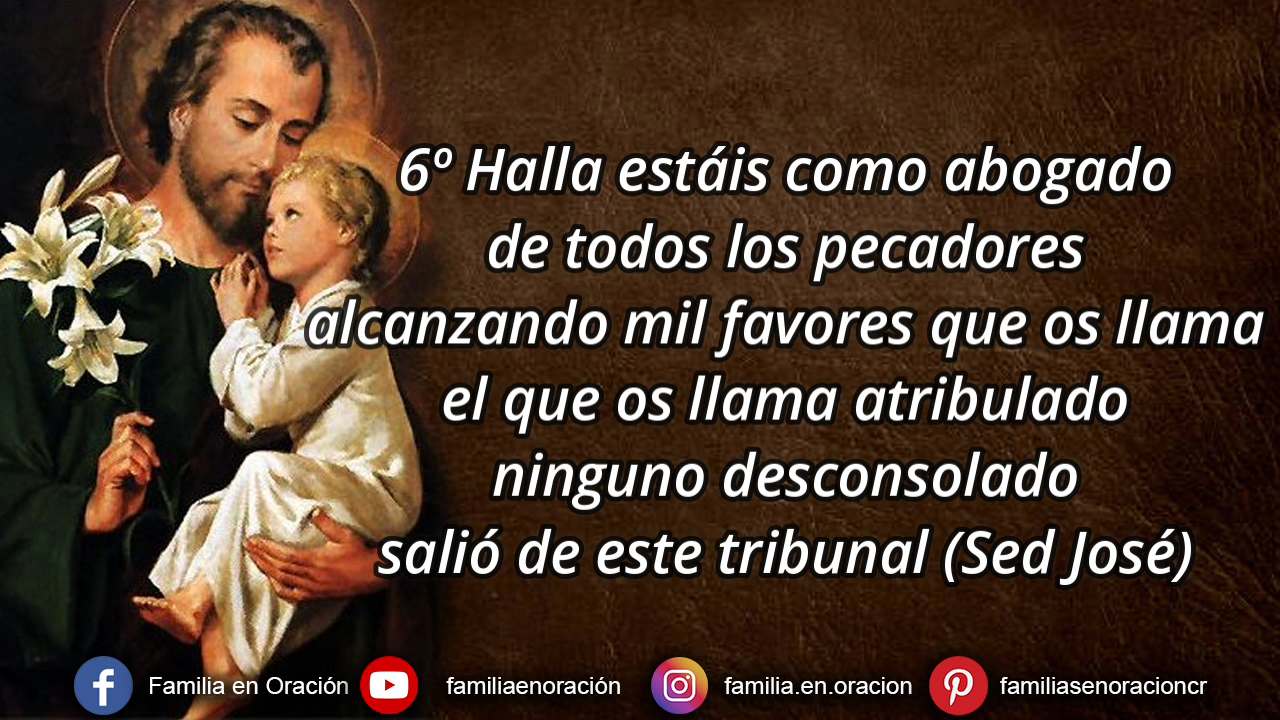 6º Halla estáis como abogado
de todos los pecadores
alcanzando mil favores que os llama
el que os llama atribulado
ninguno desconsolado
salió de este tribunal (Sed José)
Familia en Oración familiaenoración familia.en.oracion familiasenoracioncr